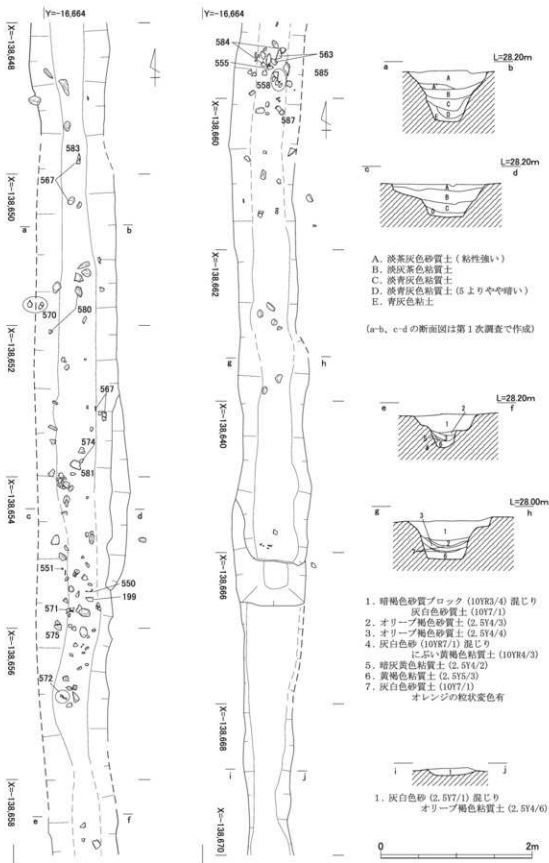 Y=-16,664
X=-138,648
583
567
X=-138,650
a
b
570
580
X=-138,652
567
574
581
X=-138,654
c
d
551
550
199
571
575
X=-138,656
572
X=-138,658
e
f
Y=-16,664
584
563
555
585
558
587
X=-138,660
X=-138,662
g
h
X=-138,640
X=-138,666
X=-138,668
i
j
X=-138,670
L=28.20m
a
b
A
A'
B
C
D
E
L=28.20m
c
d
A
B
C
D
A. 淡茶灰色砂質土 (粘性強い)
B. 淡灰茶色粘質土
C. 淡青灰色粘質土
D. 淡青灰色粘質土 (5 よりやや暗い)
E. 青灰色粘土
(a-b、c-d の断面図は第 1 次調査で作成)
L=28.20m
e
2
f
1
3
5
6
4
L=28.00m
g
3
h
1
2
7
6
1. 暗褐色砂質ブロック (10YR3/4) 混じり
灰白色砂質土 (10Y7/1)
2. オリーブ褐色砂質土 (2.5Y4/3)
3. オリーブ褐色砂質土 (2.5Y4/4)
4. 灰白色砂 (10YR7/1) 混じり
にぶい黄褐色粘質土 (10YR4/3)
5. 暗灰黄色粘質土 (2.5Y4/2)
6. 黄褐色粘質土 (2.5Y5/3)
7. 灰白色砂質土 (10Y7/1)
オレンジの粒状変色有
i
1
j
1. 灰白色砂 (2.5Y7/1) 混じり
オリーブ褐色粘質土 (2.5Y4/6)
0
2m